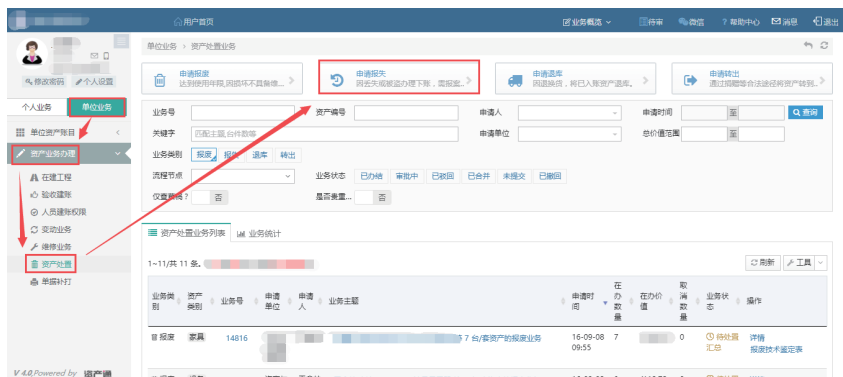 用户首页 业务概览 待审 微信 ? 帮助中心 消息 退出
单位业务 > 资产处置业务
修改密码 个人设置
个人业务 单位业务
单位资产账目
资产业务办理
在建工程
验收建账
人员建账权限
变动业务
维修业务
资产处置
单据补打
V 4.0,Powered by 资产通
申请报废
达到使用年限,因损坏不具备维...
申请报失
因丢失或被盗办理下账，需报案...
申请退库
因退换货，将已入账资产退库。
申请转出
通过捐赠等合法途径将资产转到...
业务号 资产编号 申请人 申请时间 至 查询
关键字 匹配主题,台件数等 申请单位 总价值范围 至
业务类别 报废 报失 退库 转出
流程节点 业务状态 已办结 审批中 已驳回 已合并 未提交 已撤回
否 是否贵重... 否
资产处置业务列表 业务统计
1~11/共 11 条。 刷新 工具
业务类别 资产类别 业务号 申请单位 申请人 业务主题 申请时间 在办数量 在办价值 取消数量 业务状态 操作
报废 家具 14816 7 台/套资产的报废业务 16-09-08 09:55 7 0 待处置汇总 详情
报废技术鉴定表